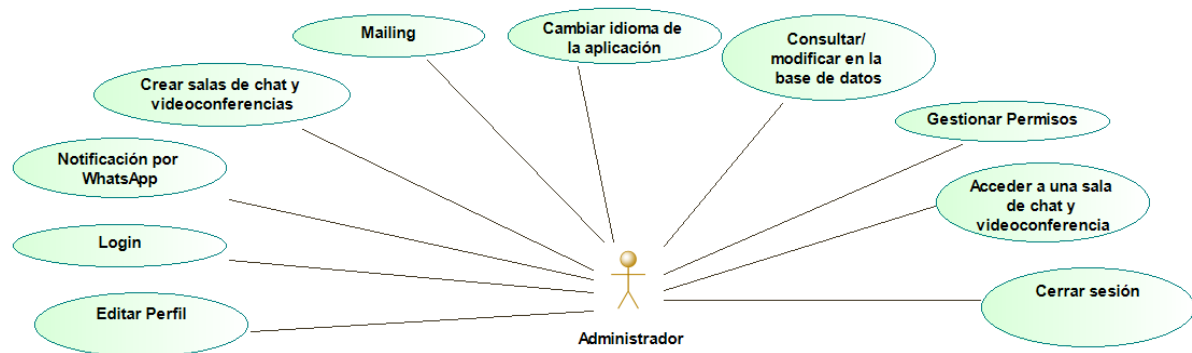 Mailing
Cambiar idioma de
la aplicación
Consultar/
modificar en la
base de datos
Crear salas de chat y
videoconferencias
Gestionar Permisos
Notificación por
WhatsApp
Acceder a una sala
de chat y
videoconferencia
Login
Cerrar sesión
Editar Perfil
Administrador